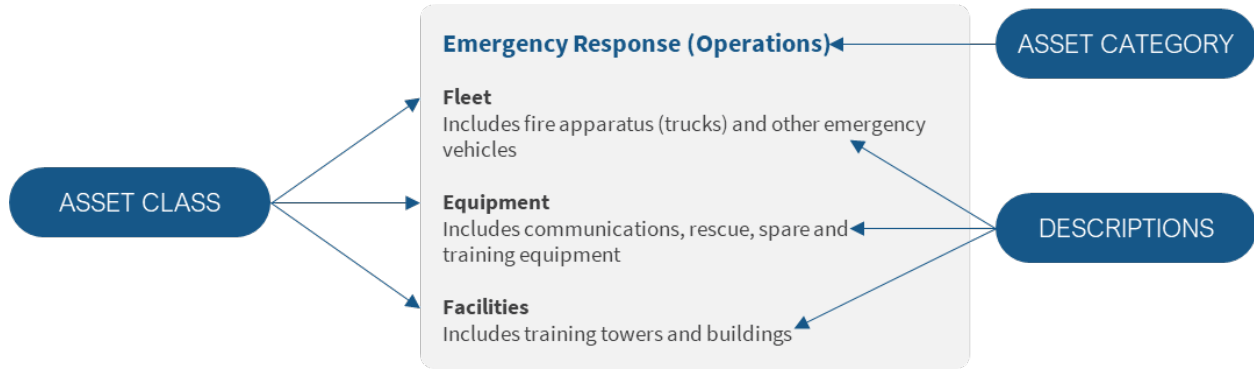 Emergency Response (Operations)
ASSET CATEGORY
Fleet
Includes fire apparatus (trucks) and other emergency
vehicles
ASSET CLASS
Equipment
Includes communications, rescue, spare and
training equipment
DESCRIPTIONS
Facilities
Includes training towers and buildings